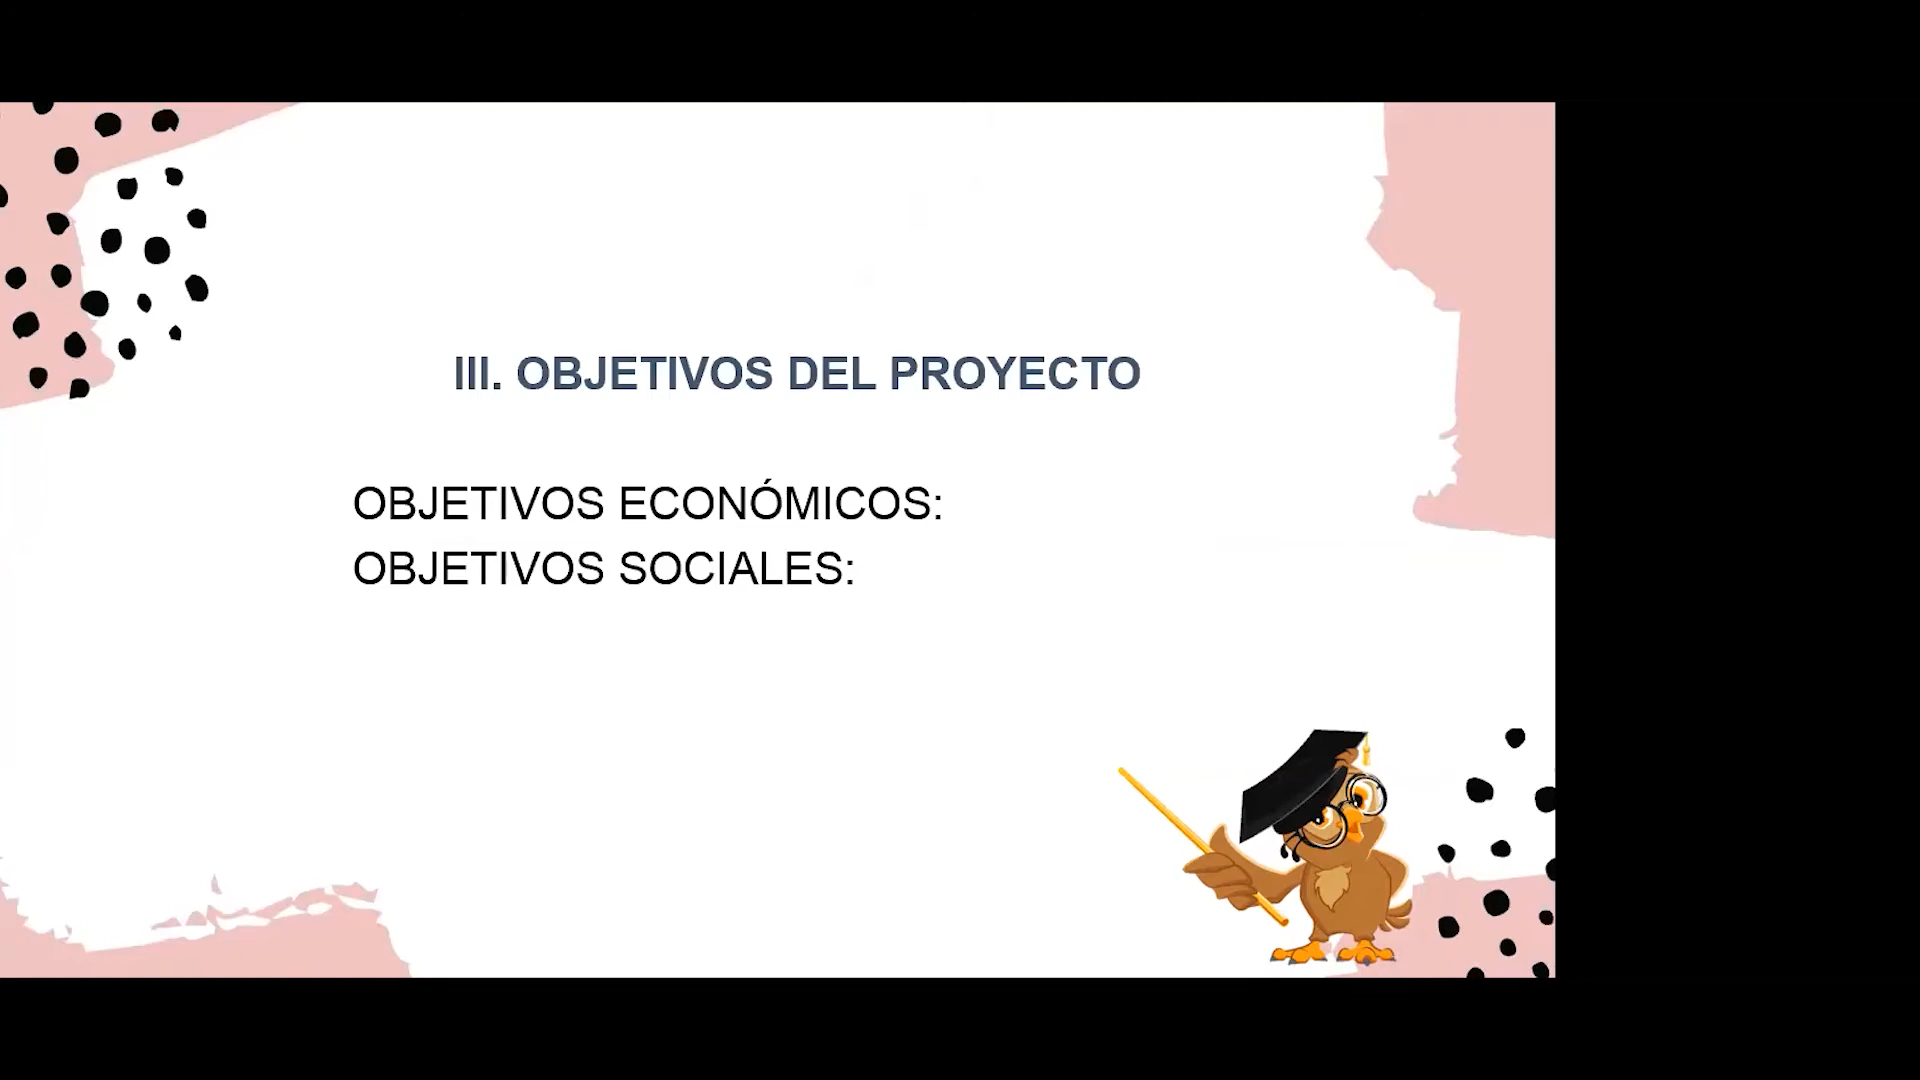 III. OBJETIVOS DEL PROYECTO
OBJETIVOS ECONÓMICOS:
OBJETIVOS SOCIALES: